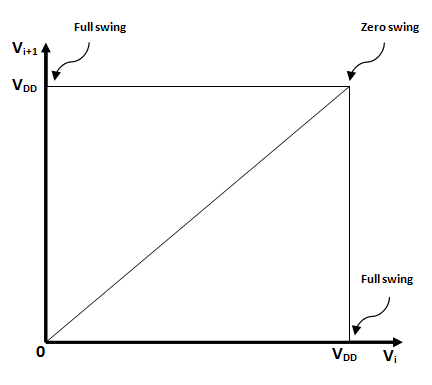 Full swing
Zero swing
Vi+1
VDD
Full swing
0
VDD
Vi